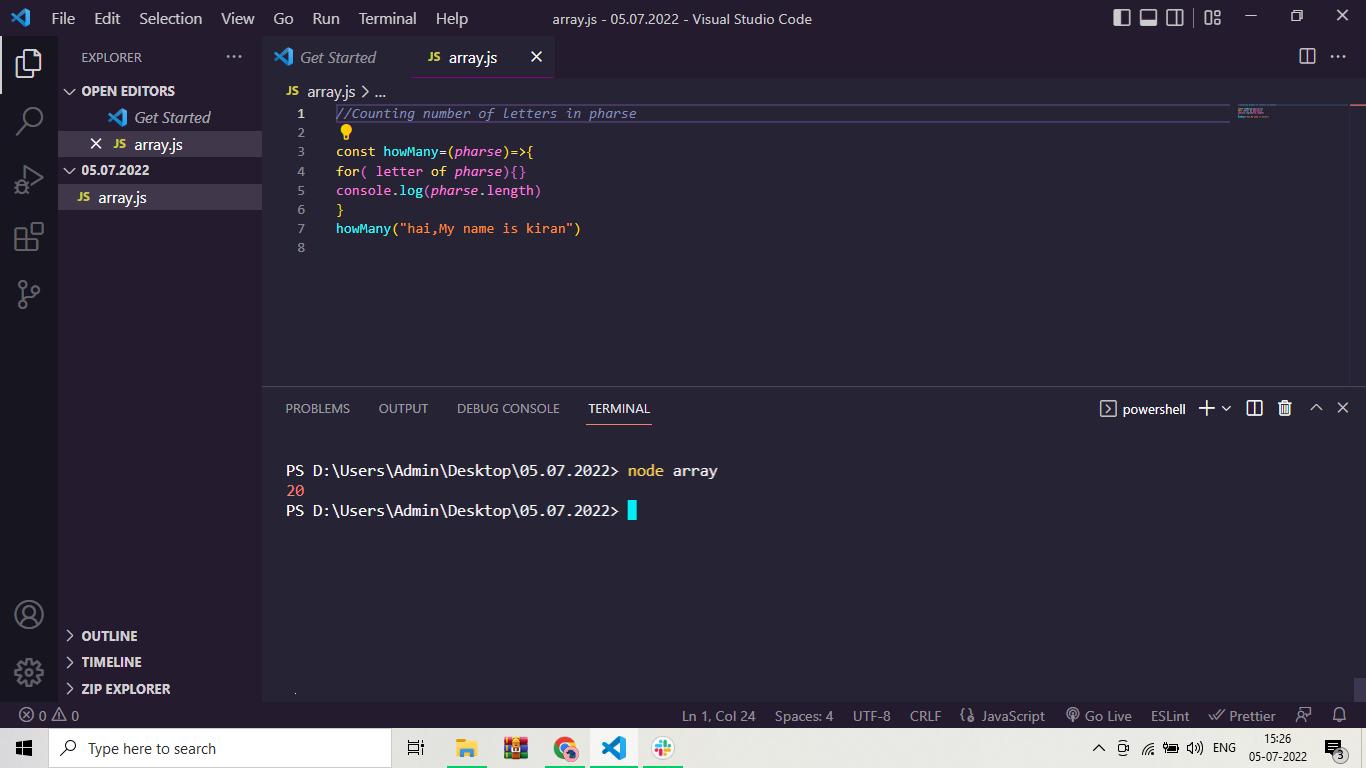 File Edit Selection View Go Run Terminal Help array.js - 05.07.2022 - Visual Studio Code
EXPLORER
OPEN EDITORS
Get Started
JS array.js
05.07.2022
JS array.js
OUTLINE
TIMELINE
ZIP EXPLORER
Get Started JS array.js
JS array.js > ...
1 //Counting number of letters in pharse
2
3 const howMany=(pharse)=>{
4 for( letter of pharse){}
5 console.log(pharse.length)
6 }
7 howMany("hai,My name is kiran")
8
PROBLEMS OUTPUT DEBUG CONSOLE TERMINAL powershell
PS D:\Users\Admin\Desktop\05.07.2022> node array
20
PS D:\Users\Admin\Desktop\05.07.2022>
0 0 Ln 1, Col 24 Spaces: 4 UTF-8 CRLF {} JavaScript Go Live ESLint Prettier
Type here to search ENG 15:26
05-07-2022 3